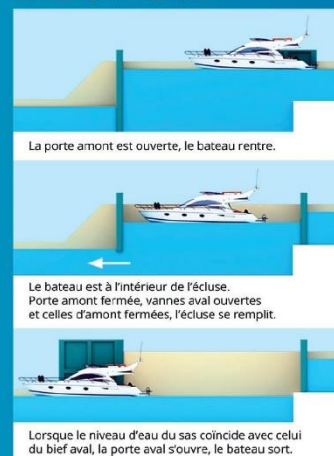 La porte amont est ouverte, le bateau rentre.
Le bateau est à l'intérieur de l'écluse.
Porte amont fermée, vannes aval ouvertes
et celles d'amont fermées, l'écluse se remplit.
Lorsque le niveau d'eau du sas coïncide avec celui
du bief aval, la porte aval s'ouvre, le bateau sort.